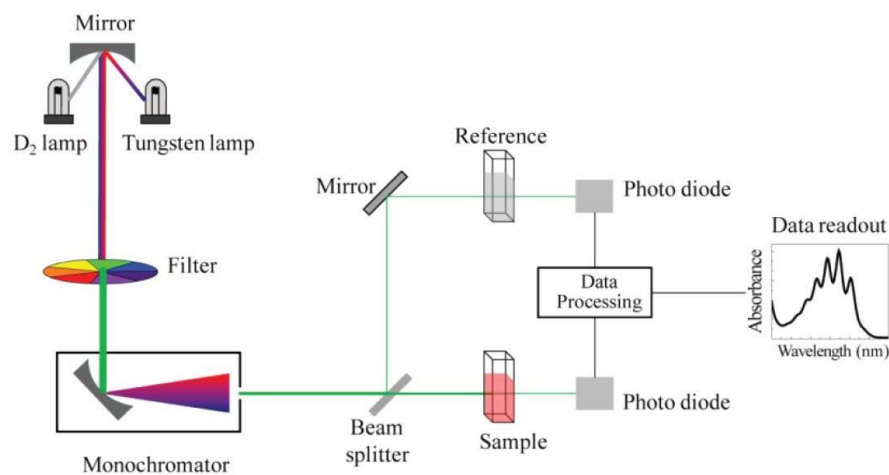 Mirror
D₂ lamp
Tungsten lamp
Filter
Monochromator
Mirror
Beam
splitter
Reference
Sample
Photo diode
Data
Processing
Photo diode
Data readout
Absorbance
Wavelength (nm)